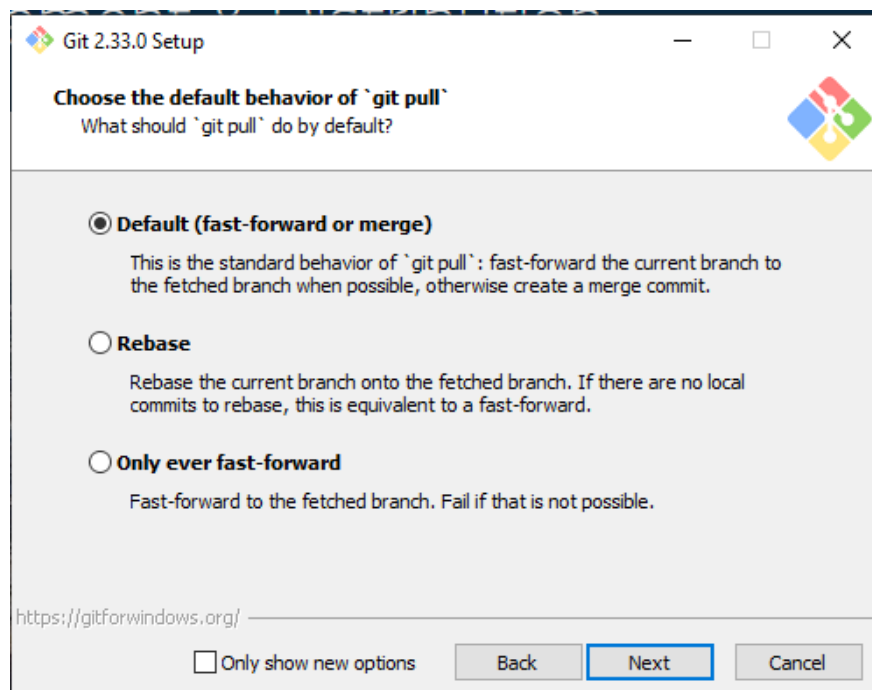 Git 2.33.0 Setup
Choose the default behavior of `git pull`
What should `git pull` do by default?
Default (fast-forward or merge)
This is the standard behavior of `git pull`: fast-forward the current branch to
the fetched branch when possible, otherwise create a merge commit.
Rebase
Rebase the current branch onto the fetched branch. If there are no local
commits to rebase, this is equivalent to a fast-forward.
Only ever fast-forward
Fast-forward to the fetched branch. Fail if that is not possible.
https://gitforwindows.org/
Only show new options
Back
Next
Cancel